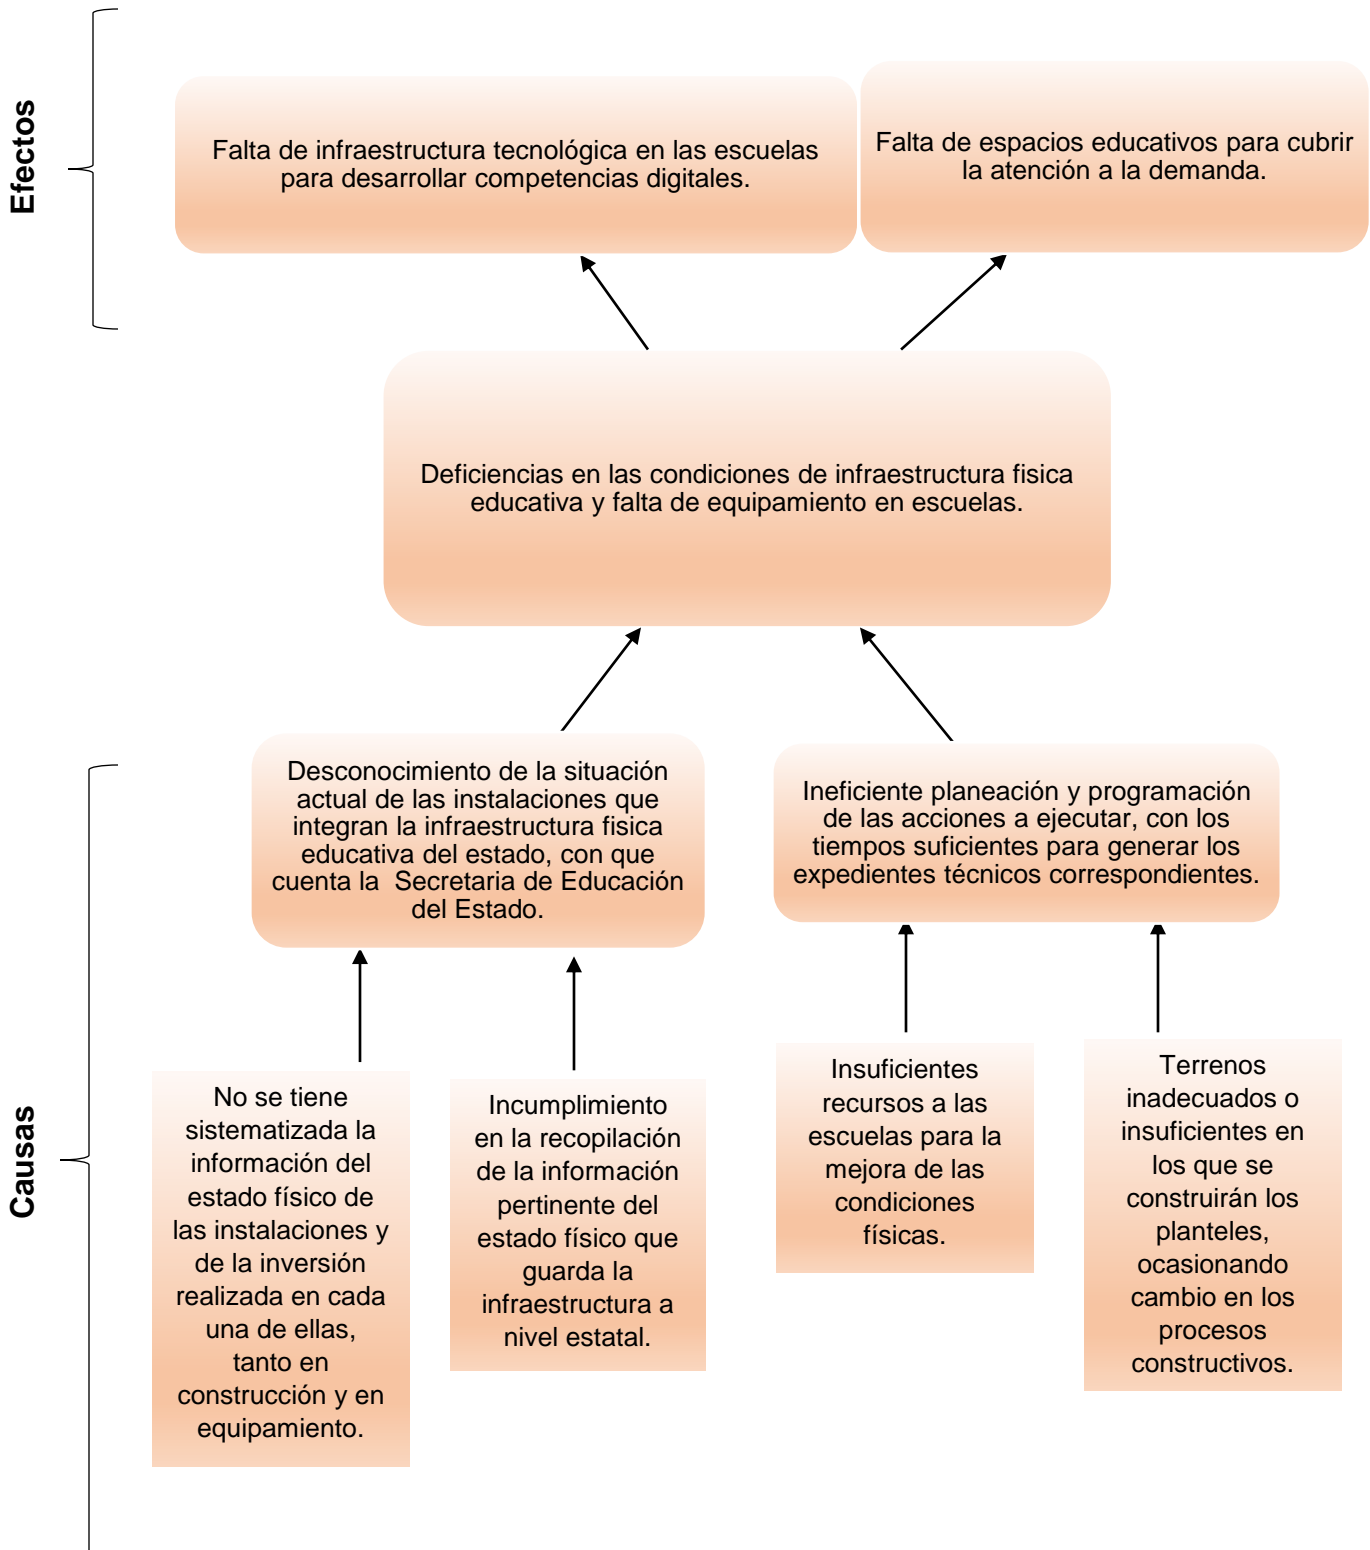 Efectos
Falta de infraestructura tecnológica en las escuelas
para desarrollar competencias digitales.
Falta de espacios educativos para cubrir
la atención a la demanda.
Deficiencias en las condiciones de infraestructura fisica
educativa y falta de equipamiento en escuelas.
Causas
Desconocimiento de la situación
actual de las instalaciones que
integran la infraestructura fisica
educativa del estado, con que
cuenta la  Secretaria de Educación
del Estado.
Ineficiente planeación y programación
de las acciones a ejecutar, con los
tiempos suficientes para generar los
expedientes técnicos correspondientes.
No se tiene
sistematizada la
información del
estado físico de
las instalaciones y
de la inversión
realizada en cada
una de ellas,
tanto en
construcción y en
equipamiento.
Incumplimiento
en la recopilación
de la información
pertinente del
estado físico que
guarda la
infraestructura a
nivel estatal.
Insuficientes
recursos a las
escuelas para la
mejora de las
condiciones
físicas.
Terrenos
inadecuados o
insuficientes en
los que se
construirán los
planteles,
ocasionando
cambio en los
procesos
constructivos.